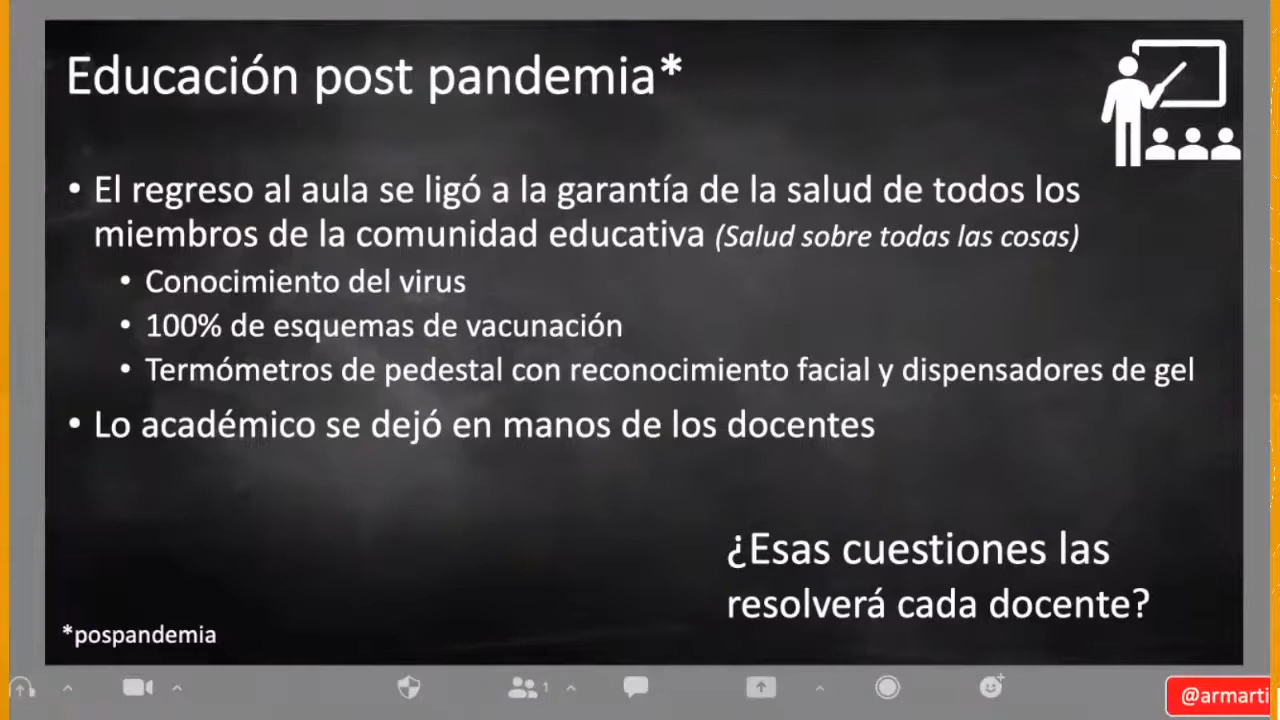 Educación post pandemia*
• El regreso al aula se ligó a la garantía de la salud de todos los
miembros de la comunidad educativa (Salud sobre todas las cosas)
• Conocimiento del virus
• 100% de esquemas de vacunación
• Termómetros de pedestal con reconocimiento facial y dispensadores de gel
• Lo académico se dejó en manos de los docentes
¿Esas cuestiones las
resolverá cada docente?
*pospandemia
1
@armarti